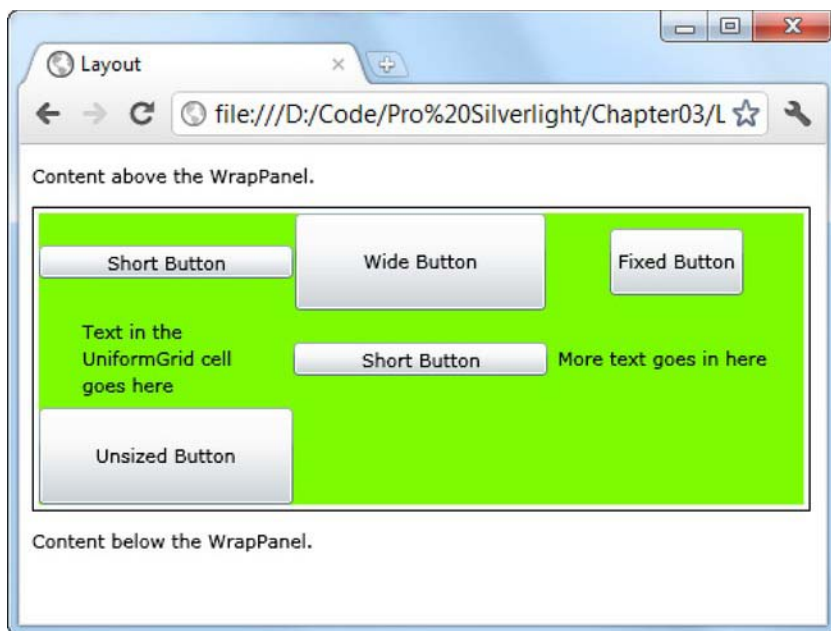 Layout
file:///D:/Code/Pro%20Silverlight/Chapter03/L
Content above the WrapPanel.
Short Button
Wide Button
Fixed Button
Text in the
UniformGrid cell
goes here
Short Button
More text goes in here
Unsized Button
Content below the WrapPanel.